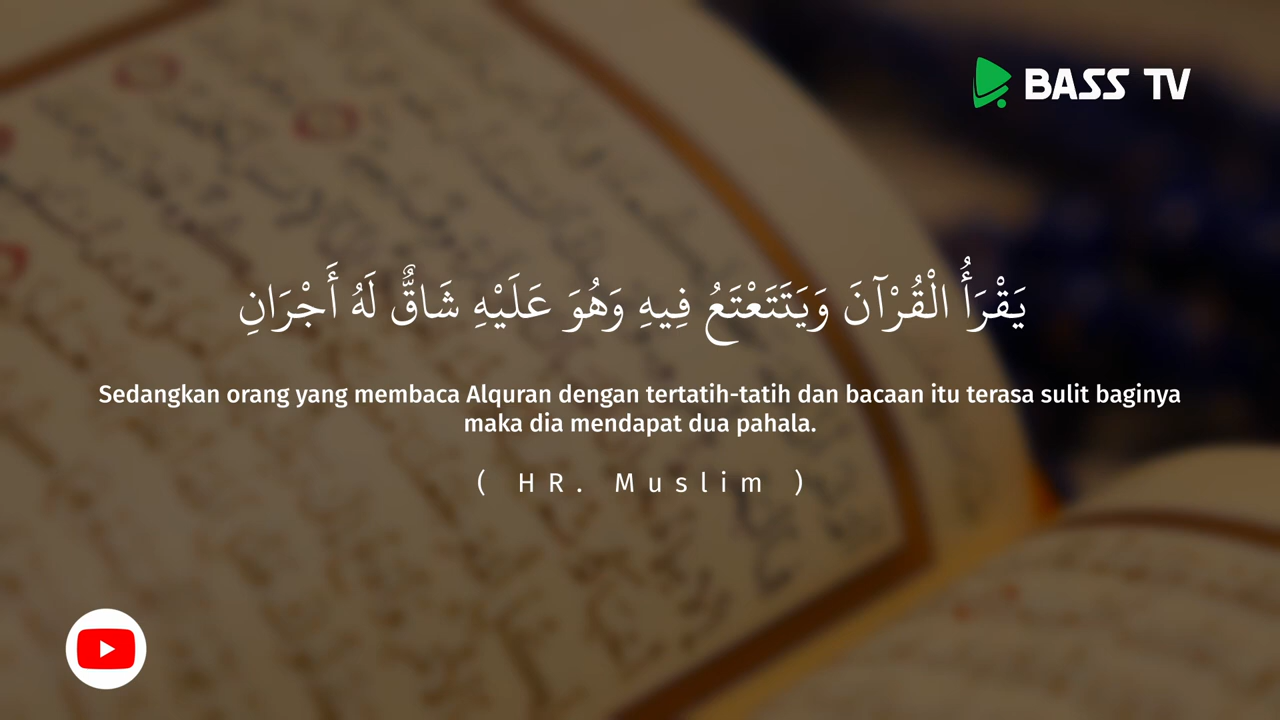 BASS TV
يَقْرَأُ الْقُرْآنَ وَيَتَتَعْتَعُ فِيهِ وَهُوَ عَلَيْهِ شَاقٌّ لَهُ أَجْرَانِ
Sedangkan orang yang membaca Alquran dengan tertatih-tatih dan bacaan itu terasa sulit baginya
maka dia mendapat dua pahala.
( HR. Muslim )